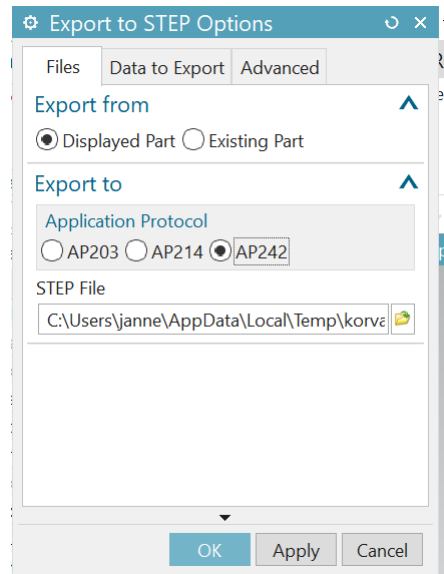 Export to STEP Options
Files Data to Export Advanced
Export from
Displayed Part Existing Part
Export to
Application Protocol
AP203 AP214 AP242
STEP File
C:\Users\janne\AppData\Local\Temp\korva
OK Apply Cancel